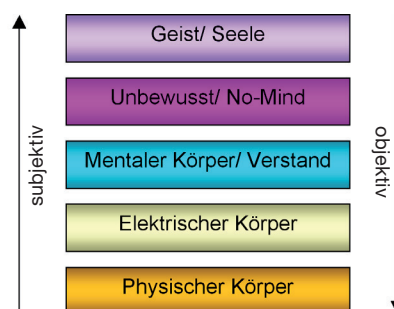 Geist/ Seele
Unbewusst/ No-Mind
Mentaler Körper/ Verstand
Elektrischer Körper
Physischer Körper
subjektiv
objektiv